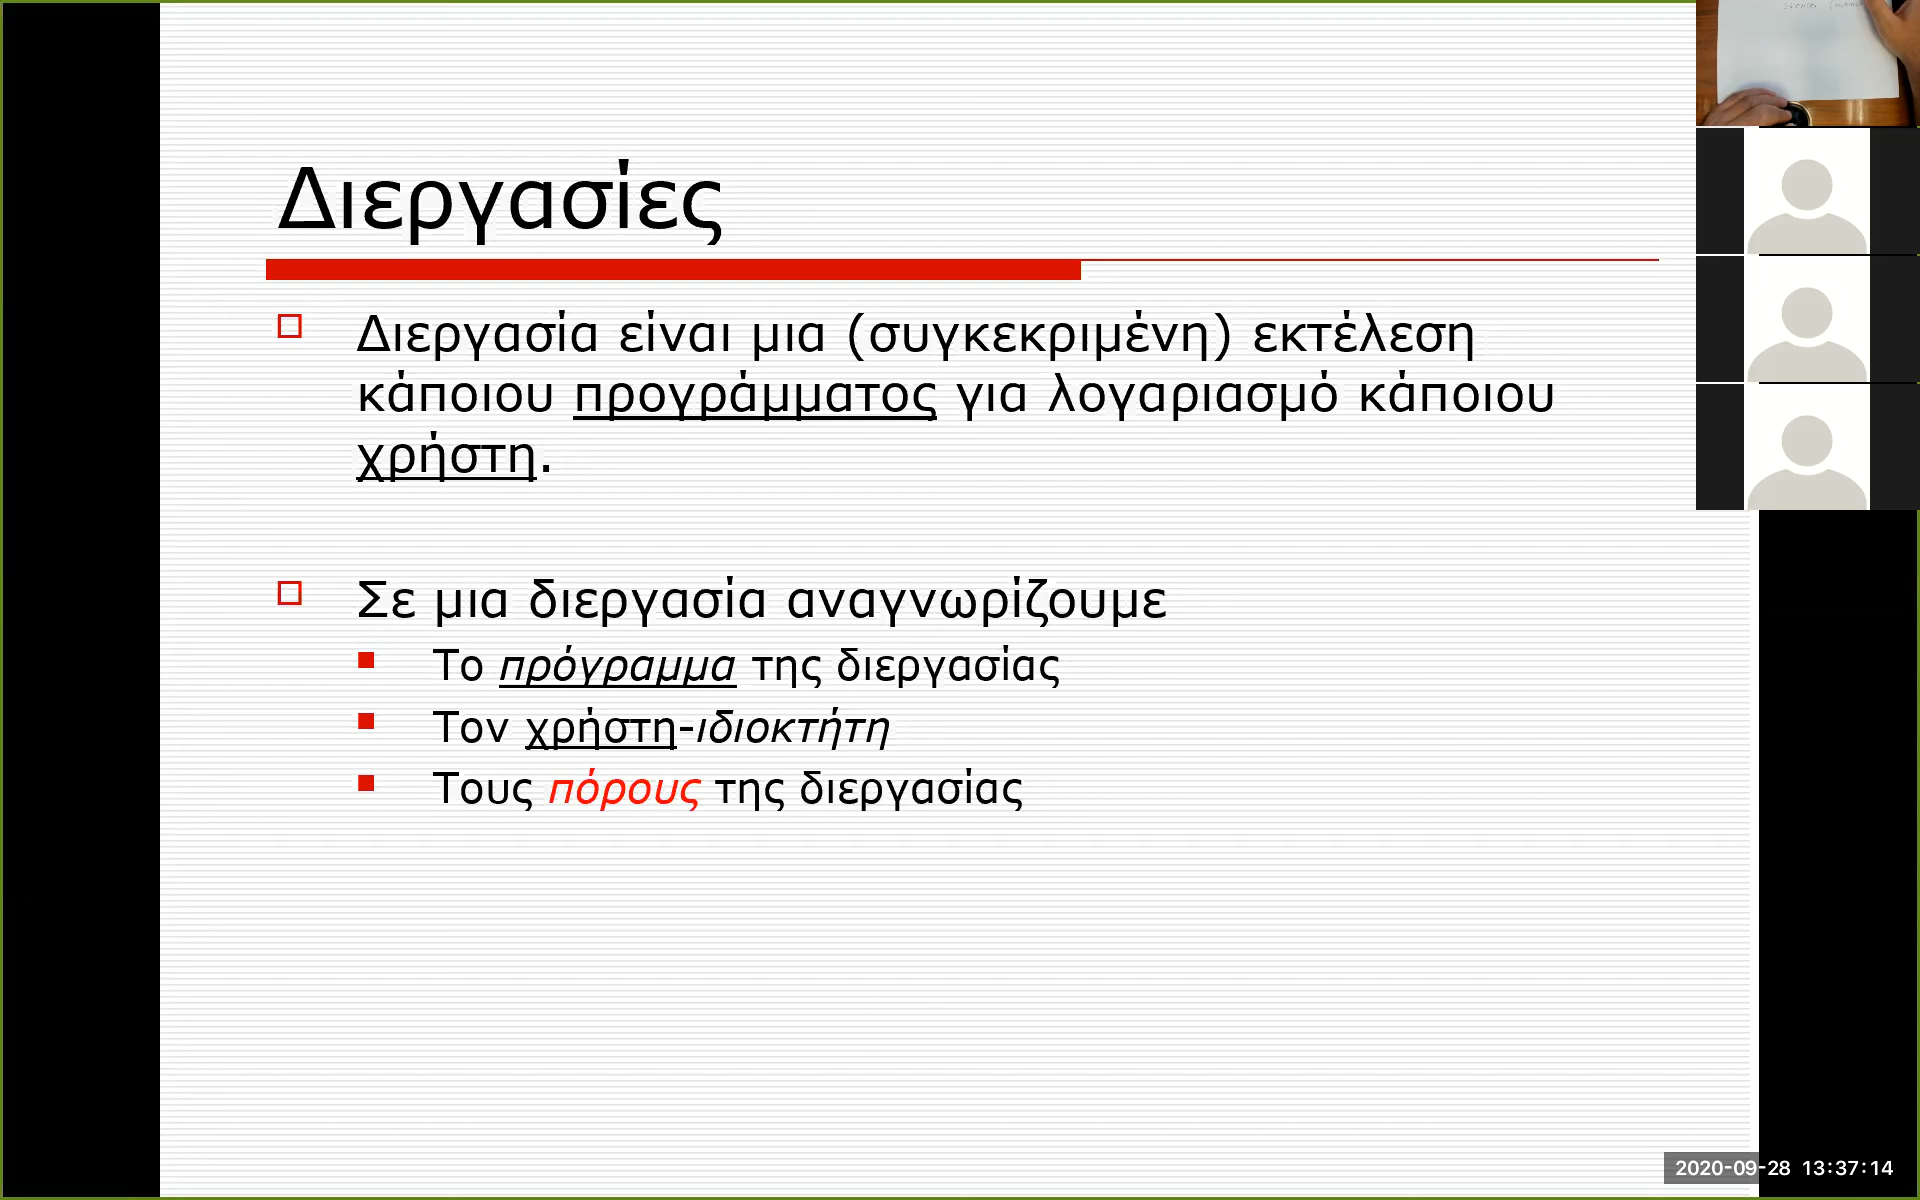 Διεργασίες
Διεργασία είναι μια (συγκεκριμένη) εκτέλεση
κάποιου προγράμματος για λογαριασμό κάποιου
χρήστη.
Σε μια διεργασία αναγνωρίζουμε
Το πρόγραμμα της διεργασίας
Τον χρήστη-ιδιοκτήτη
Τους πόρους της διεργασίας
2020-09-28 13:37:14